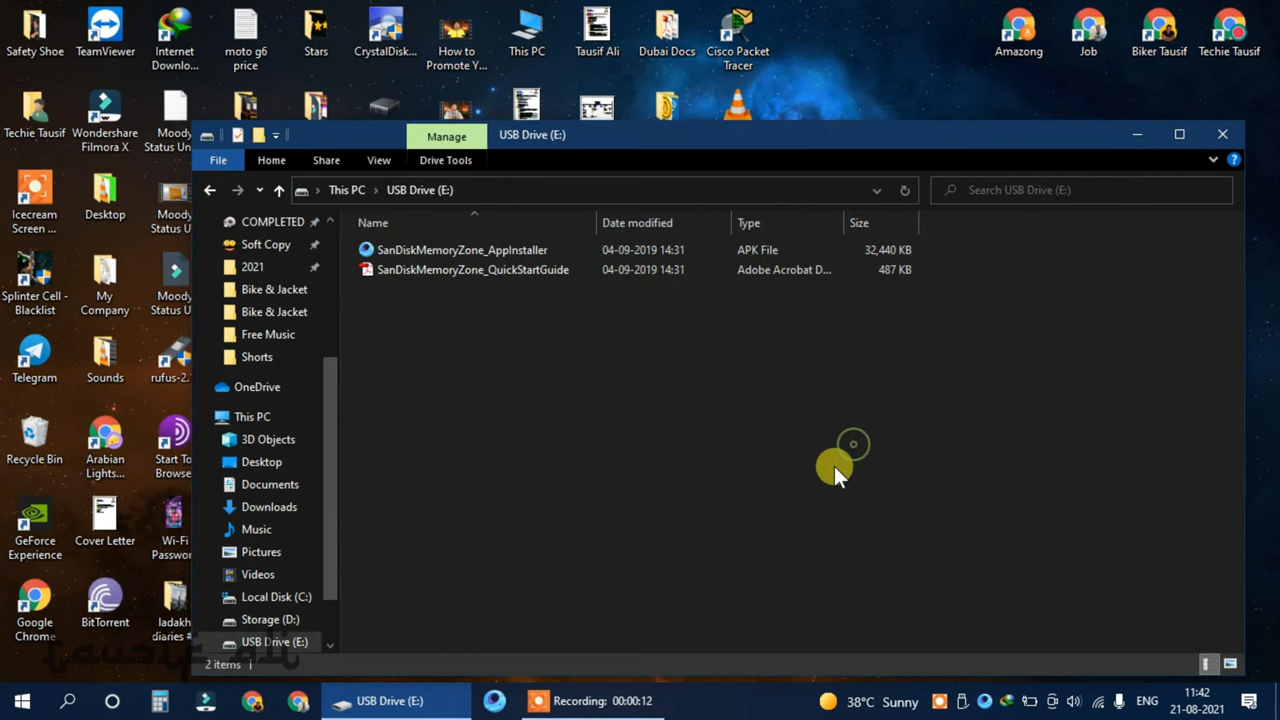 Safety Shoe
TeamViewer
Internet Downlo...
moto g6 price
Stars
CrystalDisk...
How to Promote Y...
This PC
Tausif Ali
Dubai Docs
Cisco Packet Tracer
Amazong
Job
Biker Tausif
Techie Tausif
Techie Tausif
Wondershare Filmora X
Moody Status Un
Icecream Screen ...
Desktop
Moody Status U
Splinter Cell - Blacklist
My Company
Moody Status U
Telegram
Sounds
rufus-2.
Recycle Bin
Arabian Lights...
Start To Browse
GeForce Experience
Cover Letter
Wi-Fi Passwo
Google Chrome
BitTorrent
ladakh diaries #
Manage
USB Drive (E:)
File
Home
Share
View
Drive Tools
This PC
USB Drive (E:)
Search USB Drive (E:)
COMPLETED
Soft Copy
2021
Bike & Jacket
Bike & Jacket
Free Music
Shorts
OneDrive
This PC
3D Objects
Desktop
Documents
Downloads
Music
Pictures
Videos
Local Disk (C:)
Storage (D:)
USB Drive (E:)
Name Date modified Type Size
SanDiskMemoryZone_AppInstaller 04-09-2019 14:31 APK File 32,440 KB
SanDiskMemoryZone_QuickStartGuide 04-09-2019 14:31 Adobe Acrobat D... 487 KB
2 items
tausif ali
USB Drive (E:)
Recording: 00:00:12
38°C Sunny
ENG
11:42
21-08-2021